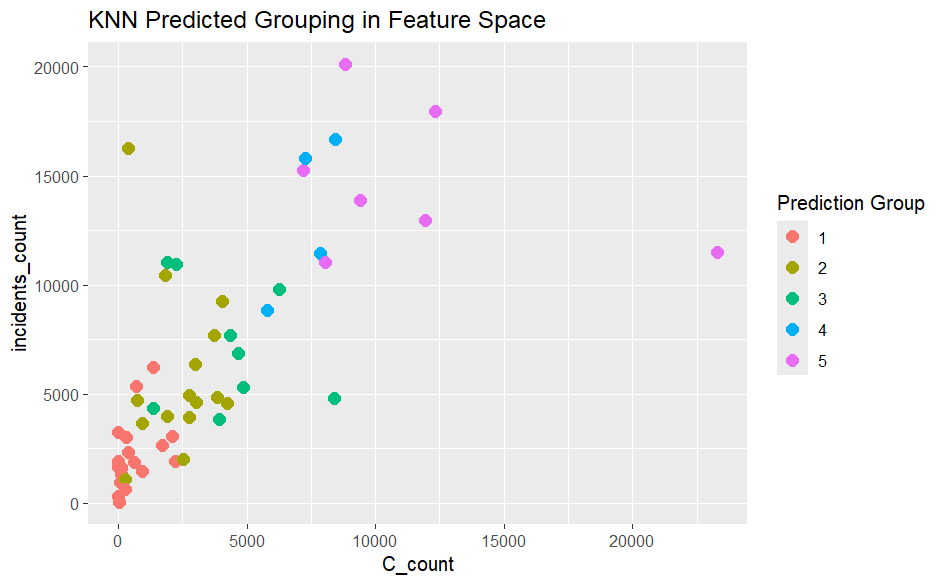 KNN Predicted Grouping in Feature Space
20000
15000
10000
5000
0
incidents_count
0 5000 10000 15000 20000
C_count
Prediction Group
1
2
3
4
5